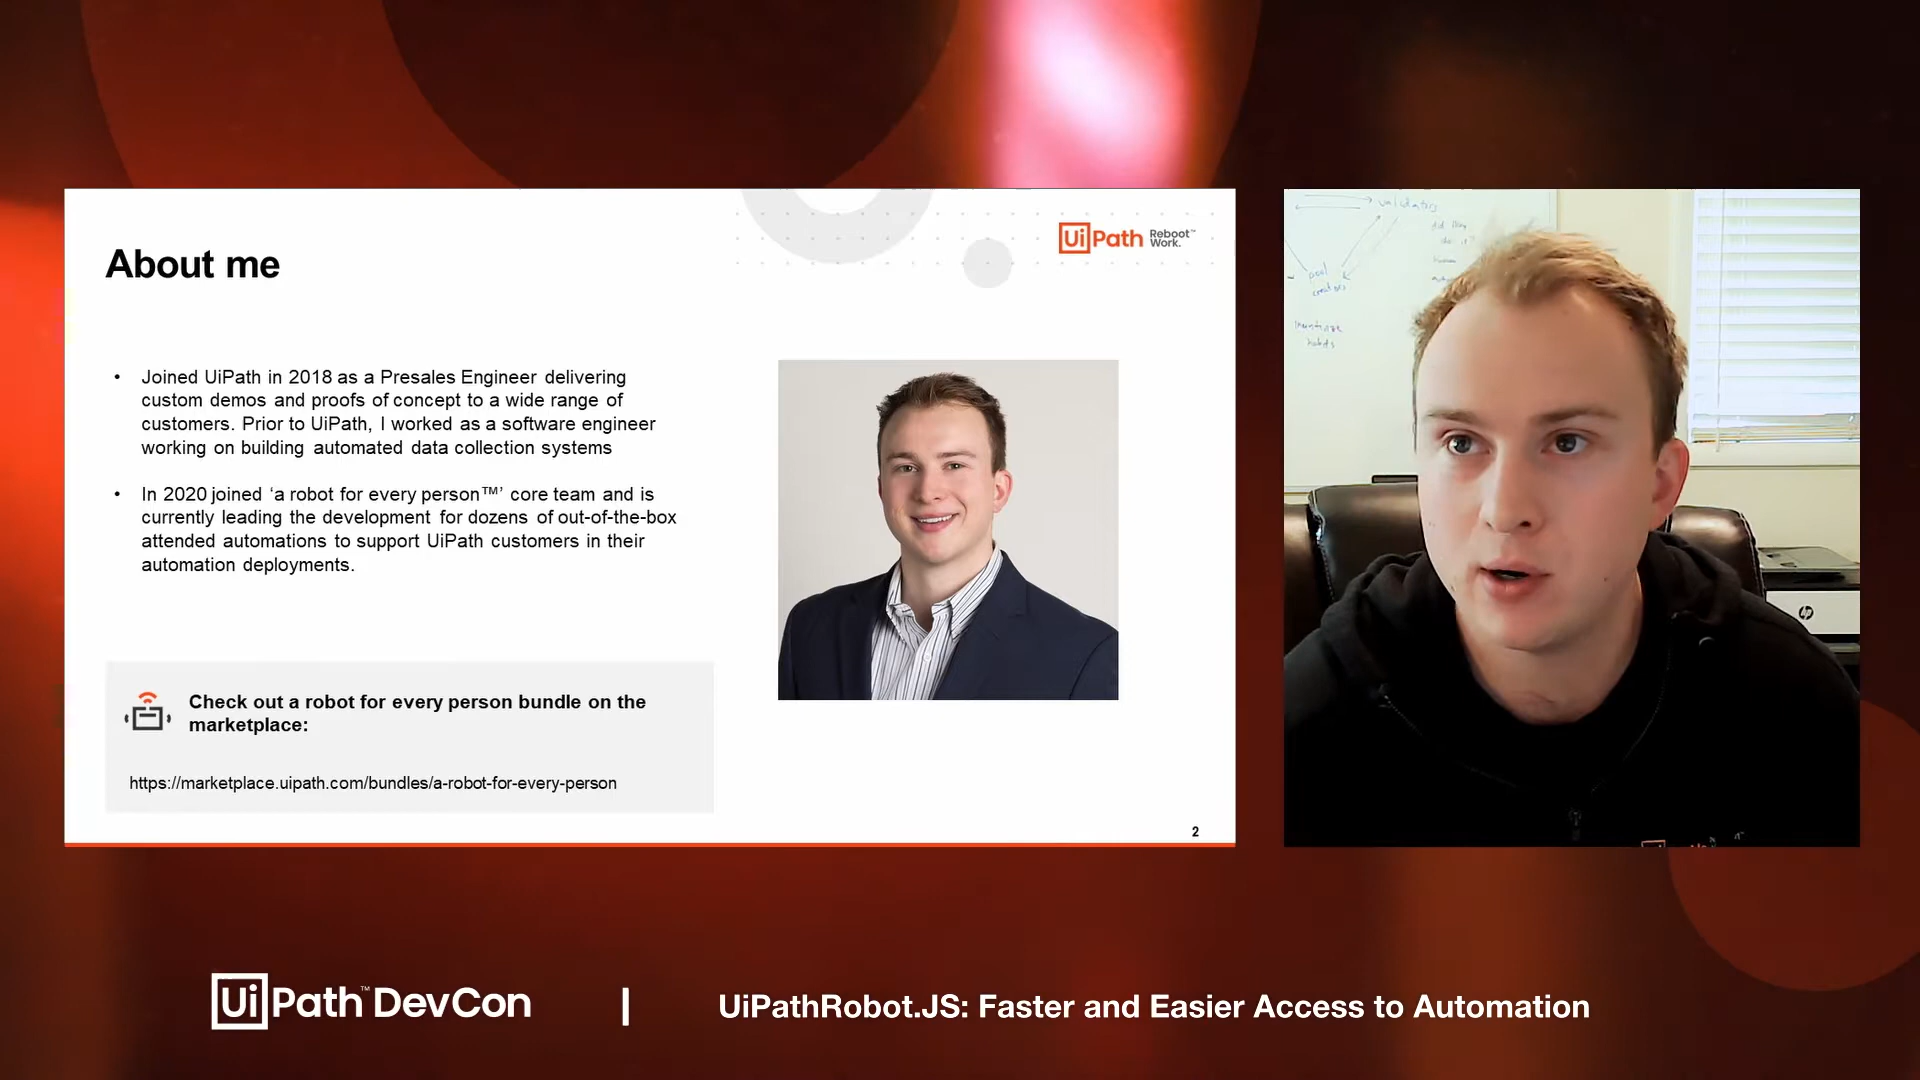 About me
UiPath Reboot™
Work.
• Joined UiPath in 2018 as a Presales Engineer delivering
custom demos and proofs of concept to a wide range of
customers. Prior to UiPath, I worked as a software engineer
working on building automated data collection systems
• In 2020 joined ‘a robot for every person™’ core team and is
currently leading the development for dozens of out-of-the-box
attended automations to support UiPath customers in their
automation deployments.
Check out a robot for every person bundle on the
marketplace:
https://marketplace.uipath.com/bundles/a-robot-for-every-person
2
validators
goal
creators
robots
hp
UiPath™ DevCon | UiPathRobot.JS: Faster and Easier Access to Automation